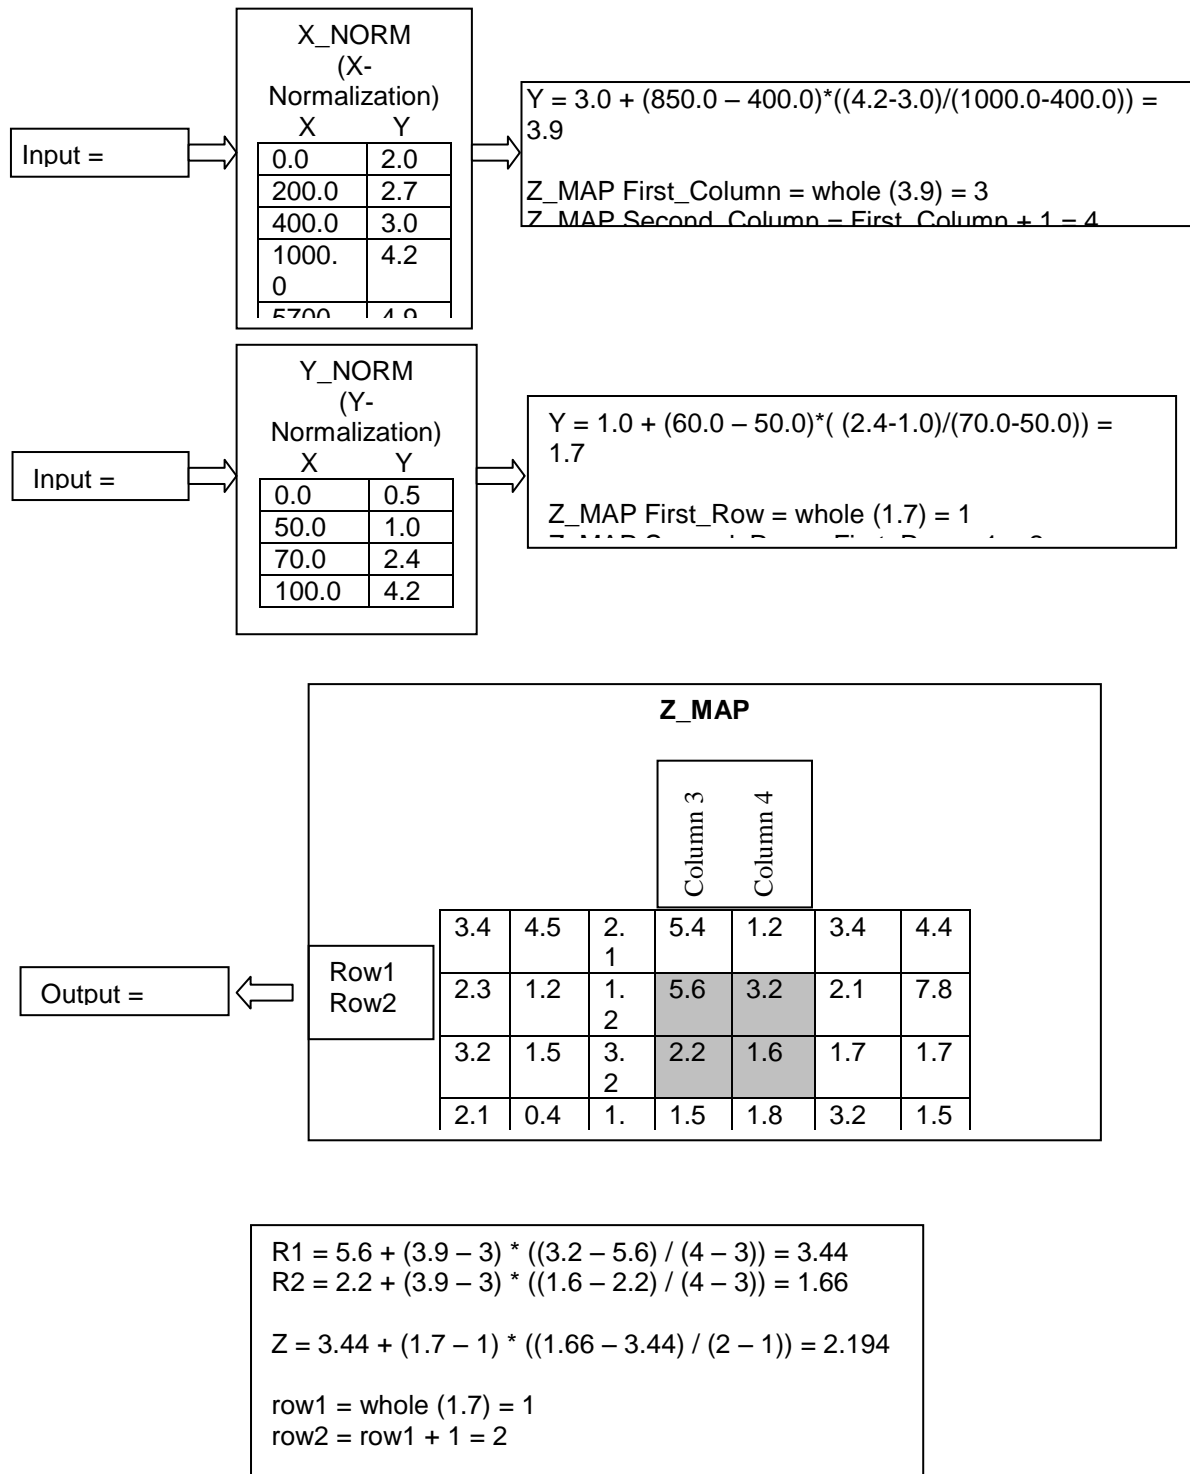 X_NORM
(X-
Normalization)
X Y
0.0 2.0
200.0 2.7
400.0 3.0
1000. 4.2
0
5700 4.9
Input =
Y = 3.0 + (850.0 – 400.0)*((4.2-3.0)/(1000.0-400.0)) =
3.9
Z_MAP First_Column = whole (3.9) = 3
Z_MAP Second_Column = First_Column + 1 = 4
Y_NORM
(Y-
Normalization)
X Y
0.0 0.5
50.0 1.0
70.0 2.4
100.0 4.2
Input =
Y = 1.0 + (60.0 – 50.0)*( (2.4-1.0)/(70.0-50.0)) =
1.7
Z_MAP First_Row = whole (1.7) = 1
Z_MAP
Z_MAP
Column 3
Column 4
3.4 4.5 2. 5.4 1.2 3.4 4.4
1
Row1
Row2
2.3 1.2 1. 5.6 3.2 2.1 7.8
2
3.2 1.5 3. 2.2 1.6 1.7 1.7
2
2.1 0.4 1. 1.5 1.8 3.2 1.5
Output =
R1 = 5.6 + (3.9 – 3) * ((3.2 – 5.6) / (4 – 3)) = 3.44
R2 = 2.2 + (3.9 – 3) * ((1.6 – 2.2) / (4 – 3)) = 1.66
Z = 3.44 + (1.7 – 1) * ((1.66 – 3.44) / (2 – 1)) = 2.194
row1 = whole (1.7) = 1
row2 = row1 + 1 = 2